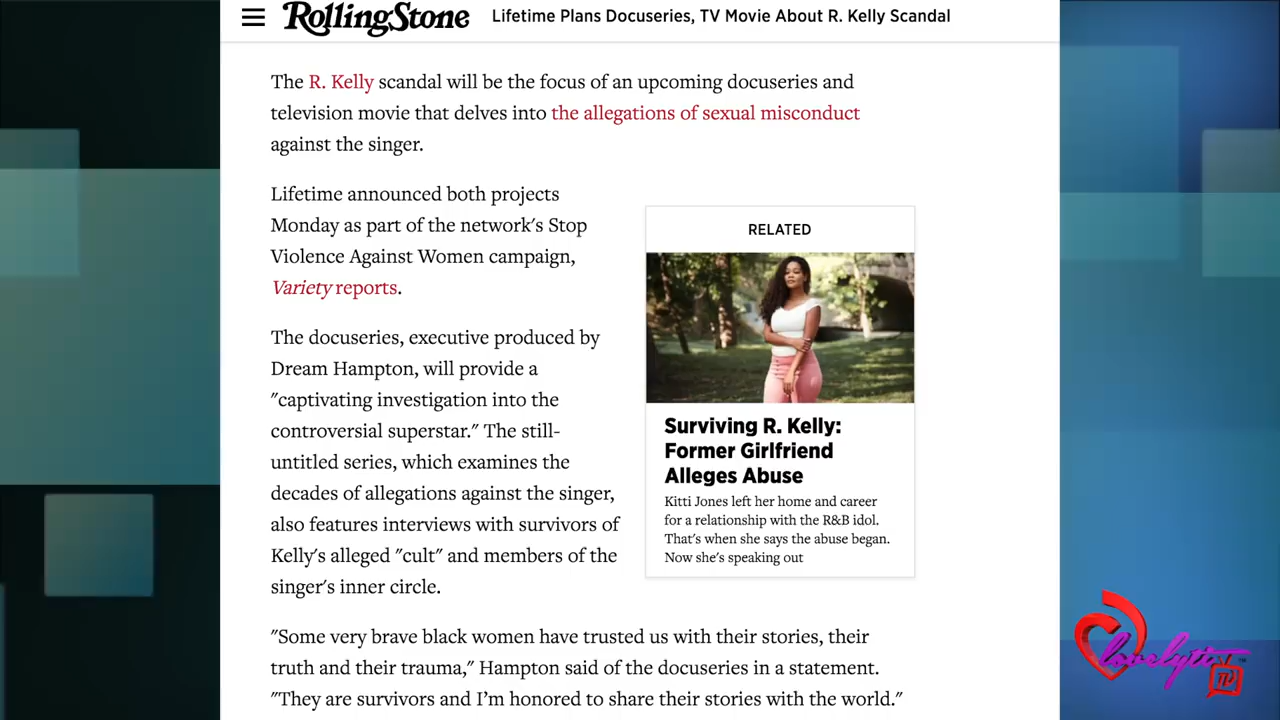 RollingStone
Lifetime Plans Docuseries, TV Movie About R. Kelly Scandal
The R. Kelly scandal will be the focus of an upcoming docuseries and
television movie that delves into the allegations of sexual misconduct
against the singer.
Lifetime announced both projects
Monday as part of the network's Stop
Violence Against Women campaign,
Variety reports.
The docuseries, executive produced by
Dream Hampton, will provide a
"captivating investigation into the
controversial superstar." The still-
untitled series, which examines the
decades of allegations against the singer,
also features interviews with survivors of
Kelly's alleged "cult" and members of the
singer's inner circle.
RELATED
Surviving R. Kelly:
Former Girlfriend
Alleges Abuse
Kitti Jones left her home and career
for a relationship with the R&B idol.
That's when she says the abuse began.
Now she's speaking out
"Some very brave black women have trusted us with their stories, their
truth and their trauma," Hampton said of the docuseries in a statement.
"They are survivors and I'm honored to share their stories with the world."
lovelyti
TV